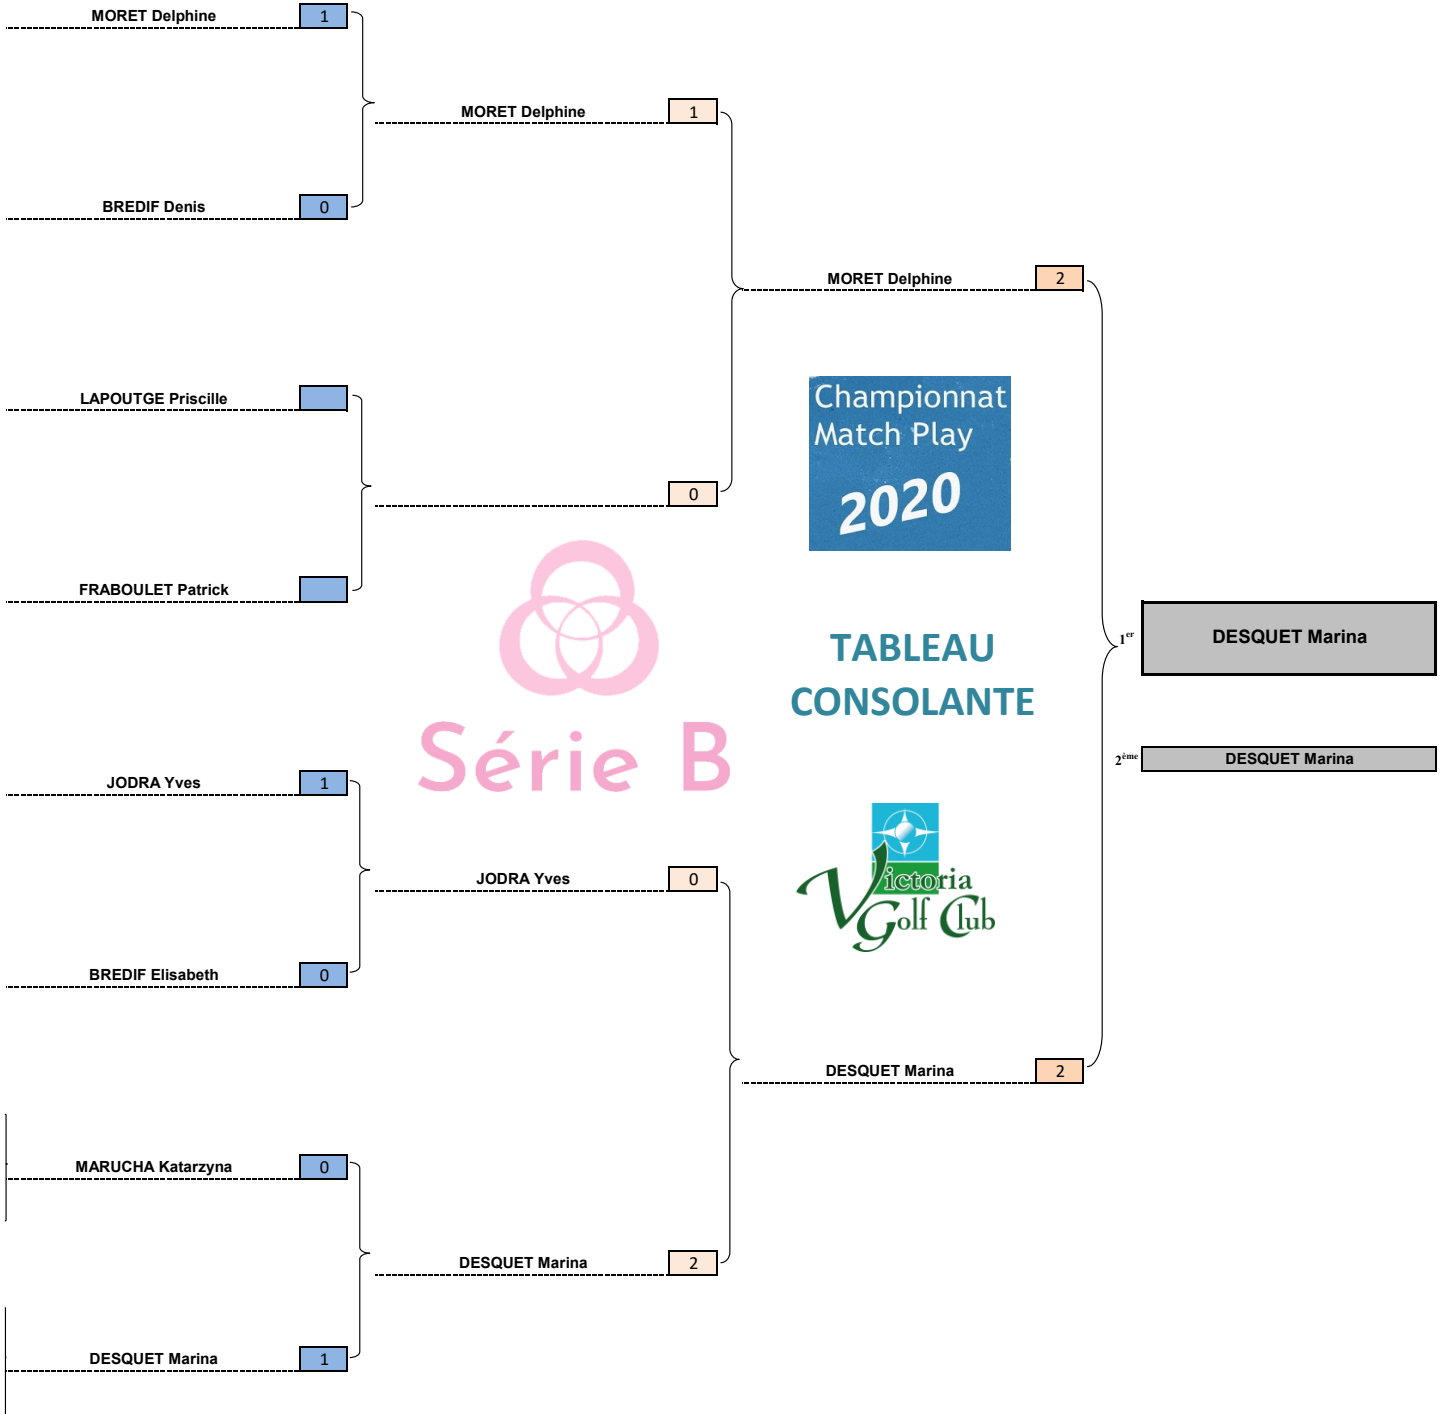 MORET Delphine 1
MORET Delphine 1
BREDIF Denis 0
MORET Delphine 2
LAPOUTGE Priscille
Championnat
Match Play
2020
0
FRABOULET Patrick
1er DESQUET Marina
TABLEAU
CONSOLANTE
Série B
2ème DESQUET Marina
JODRA Yves 1
JODRA Yves 0
Victoria
Golf Club
BREDIF Elisabeth 0
DESQUET Marina 2
MARUCHA Katarzyna 0
DESQUET Marina 2
DESQUET Marina 1